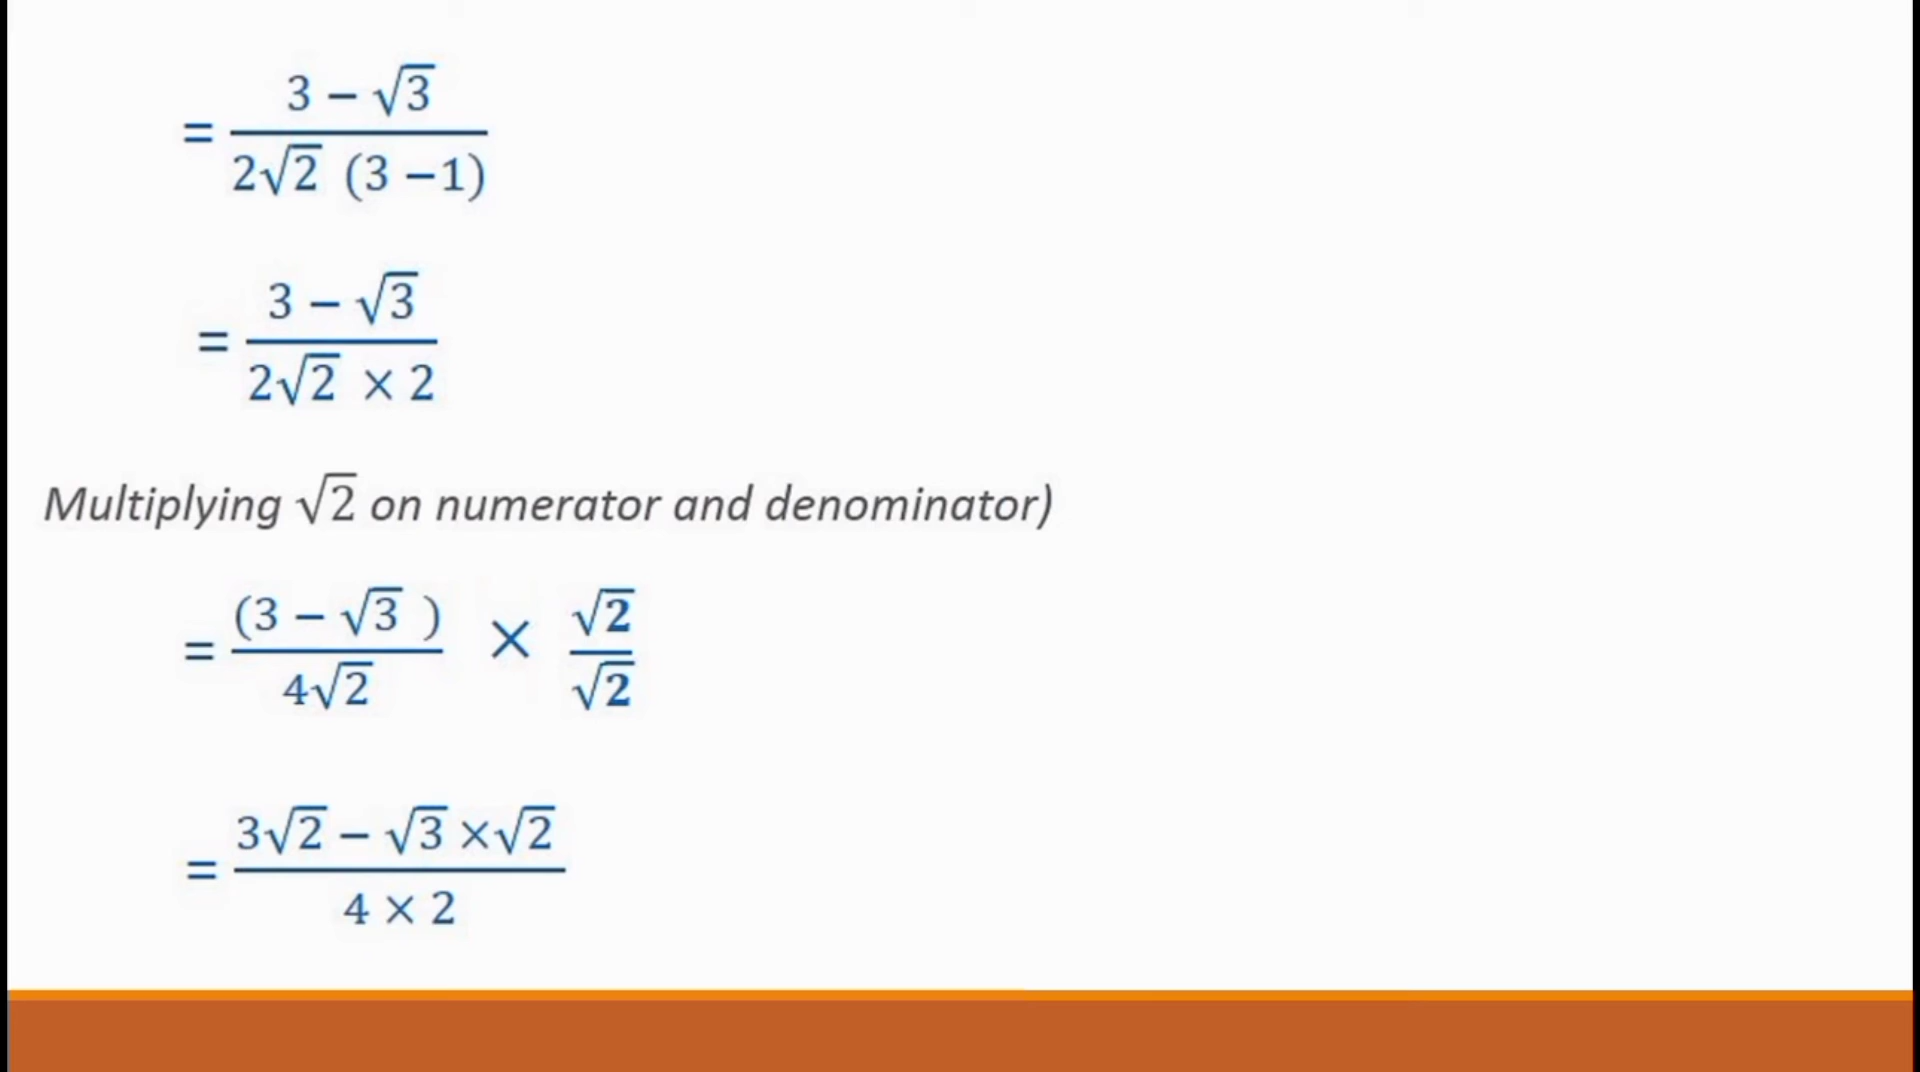 = (3 − √3) / (2√2 (3 −1))
= (3 − √3) / (2√2 × 2)
Multiplying √2 on numerator and denominator)
= (3 − √3 ) / (4√2) × √2 / √2
= (3√2 − √3 ×√2) / (4 × 2)